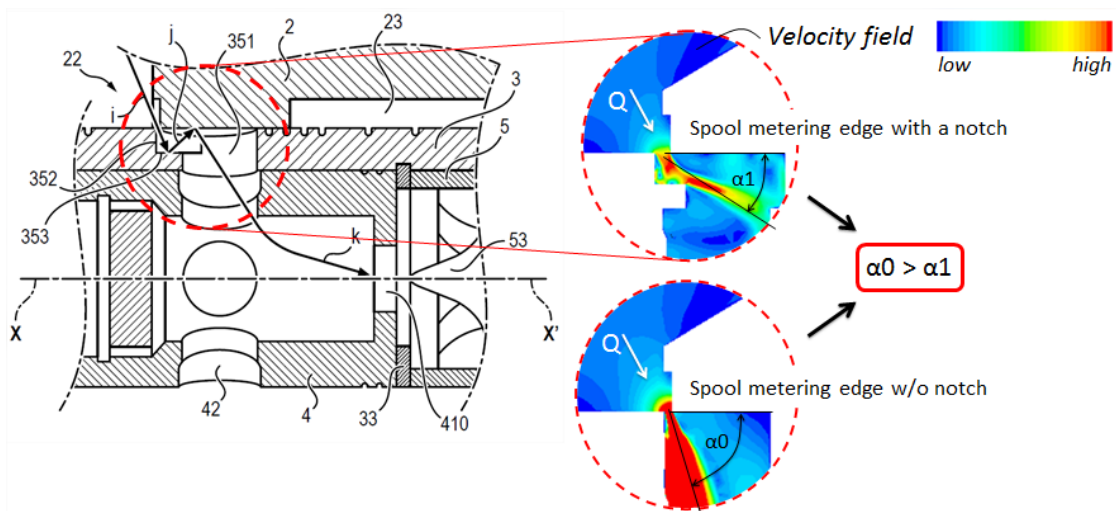 22
j
351
2
23
3
5
i
352
353
k
53
X
X'
42
4
33
410
Velocity field
low
high
Q
Spool metering edge with a notch
α1
α0 > α1
Q
Spool metering edge w/o notch
α0